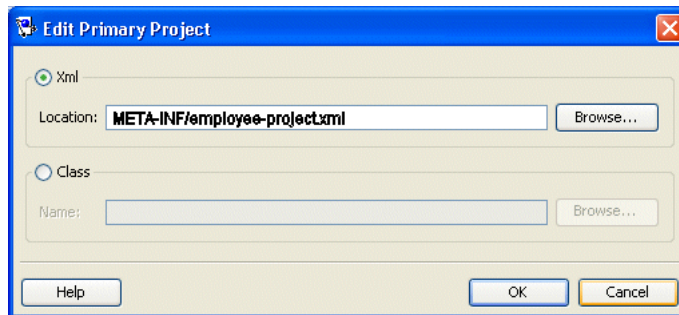 Edit Primary Project
Xml
Location: META-INF/employee-project.xml Browse...
Class
Name: Browse...
Help OK Cancel